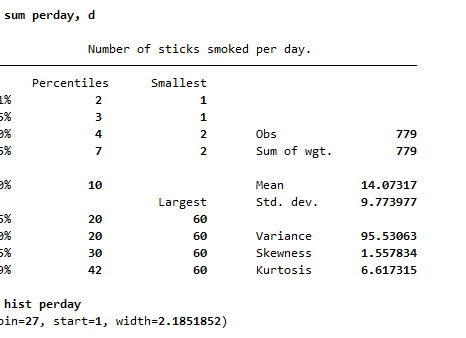 sum perday, d
Number of sticks smoked per day.
Percentiles Smallest
1% 2 1
5% 3 1
0% 4 2 Obs 779
5% 7 2 Sum of wgt. 779
0% 10 Mean 14.07317
Largest Std. dev. 9.773977
5% 20 60
0% 20 60 Variance 95.53063
5% 30 60 Skewness 1.557834
9% 42 60 Kurtosis 6.617315
hist perday
bin=27, start=1, width=2.1851852)